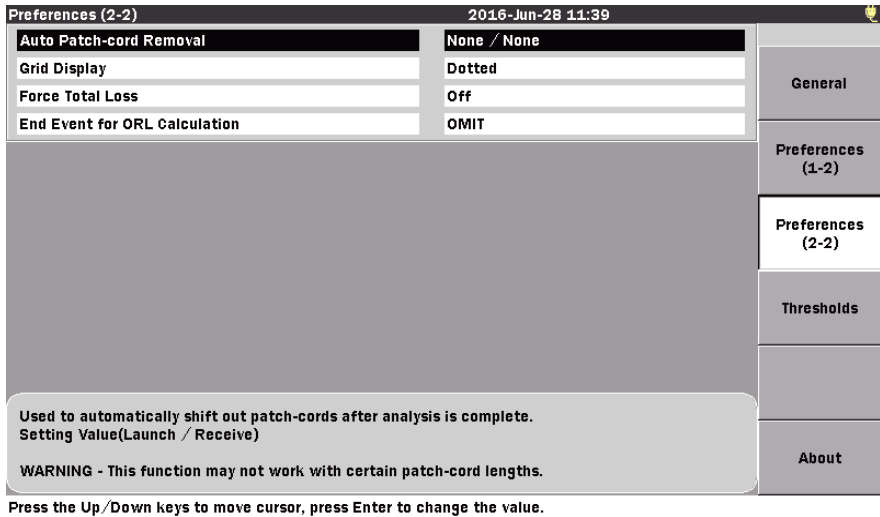 Preferences (2-2) 2016-Jun-28 11:39
Auto Patch-cord Removal None / None
Grid Display Dotted
Force Total Loss Off
End Event for ORL Calculation OMIT
General
Preferences
(1-2)
Preferences
(2-2)
Thresholds
About
Used to automatically shift out patch-cords after analysis is complete.
Setting Value(Launch / Receive)
WARNING - This function may not work with certain patch-cord lengths.
Press the Up/Down keys to move cursor, press Enter to change the value.